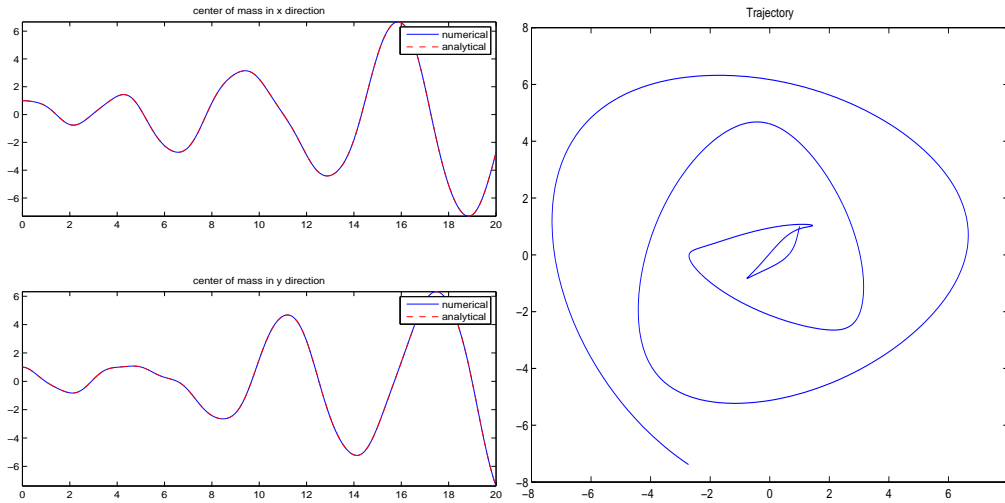 center of mass in x direction
6
4
2
0
−2
−4
−6
numerical
analytical
0 2 4 6 8 10 12 14 16 18 20
center of mass in y direction
6
4
2
0
−2
−4
−6
numerical
analytical
0 2 4 6 8 10 12 14 16 18 20
Trajectory
8
6
4
2
0
−2
−4
−6
−8
−8 −6 −4 −2 0 2 4 6